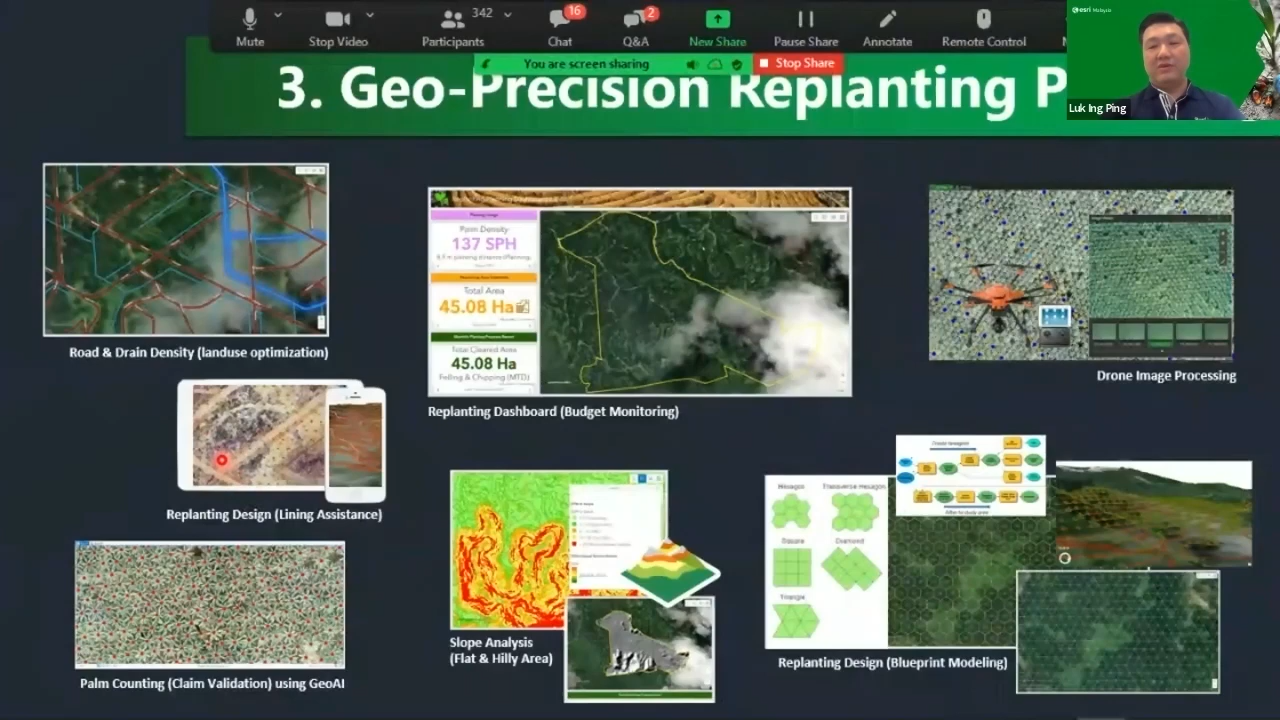 342
16
2
Mute
Stop Video
Participants
Chat
Q&A
New Share
Pause Share
Annotate
Remote Control
You are screen sharing
Stop Share
esri Malaysia
Luk Ing Ping
3. Geo-Precision Replanting P
Road & Drain Density (landuse optimization)
Palm Density
137 SPH
Total Area
45.08 Ha
Total Cleared Area
45.08 Ha
Felling & Chipping (MTD)
Replanting Dashboard (Budget Monitoring)
Drone Image Processing
Replanting Design (Lining Assistance)
Palm Counting (Claim Validation) using GeoAI
Slope Analysis
(Flat & Hilly Area)
Hexagon
Transverse Hexagon
Square
Diamond
Triangle
Replanting Design (Blueprint Modeling)